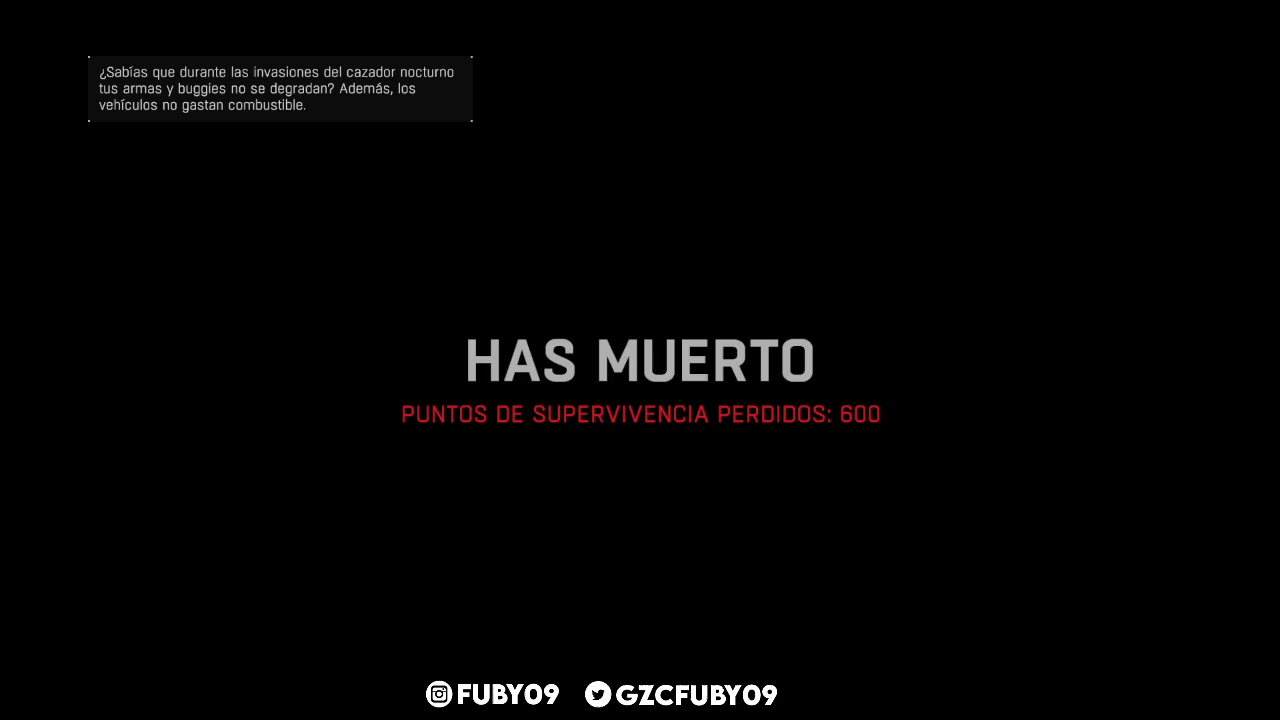 ¿Sabías que durante las invasiones del cazador nocturno
tus armas y buggies no se degradan? Además, los
vehículos no gastan combustible.
HAS MUERTO
PUNTOS DE SUPERVIVENCIA PERDIDOS: 600
FUBY09 GZCFUBY09